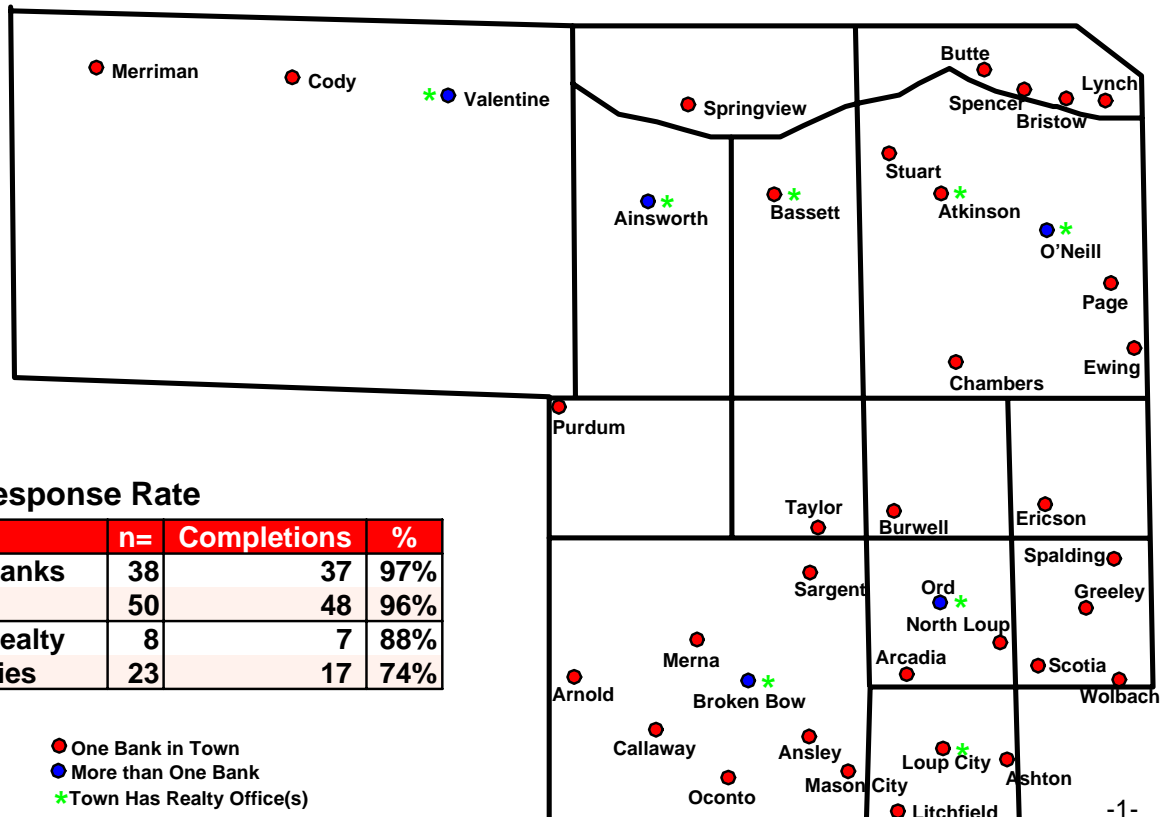 Butte
Lynch
Merriman
Cody
Valentine
*
Springview
Spencer
Bristow
Stuart
Ainsworth
*
Bassett
*
Atkinson
*
O'Neill
*
Page
Ewing
Chambers
Purdum
esponse Rate
Taylor
Burwell
Ericson
n= Completions %
anks 38 37 97%
50 48 96%
ealty 8 7 88%
ies 23 17 74%
Spalding
Sargent
Ord
*
Greeley
North Loup
Merna
Arcadia
Scotia
Arnold
Broken Bow
*
Wolbach
Callaway
Ansley
Loup City
*
Ashton
Oconto
Mason City
Litchfield
One Bank in Town
More than One Bank
*Town Has Realty Office(s)
-1-